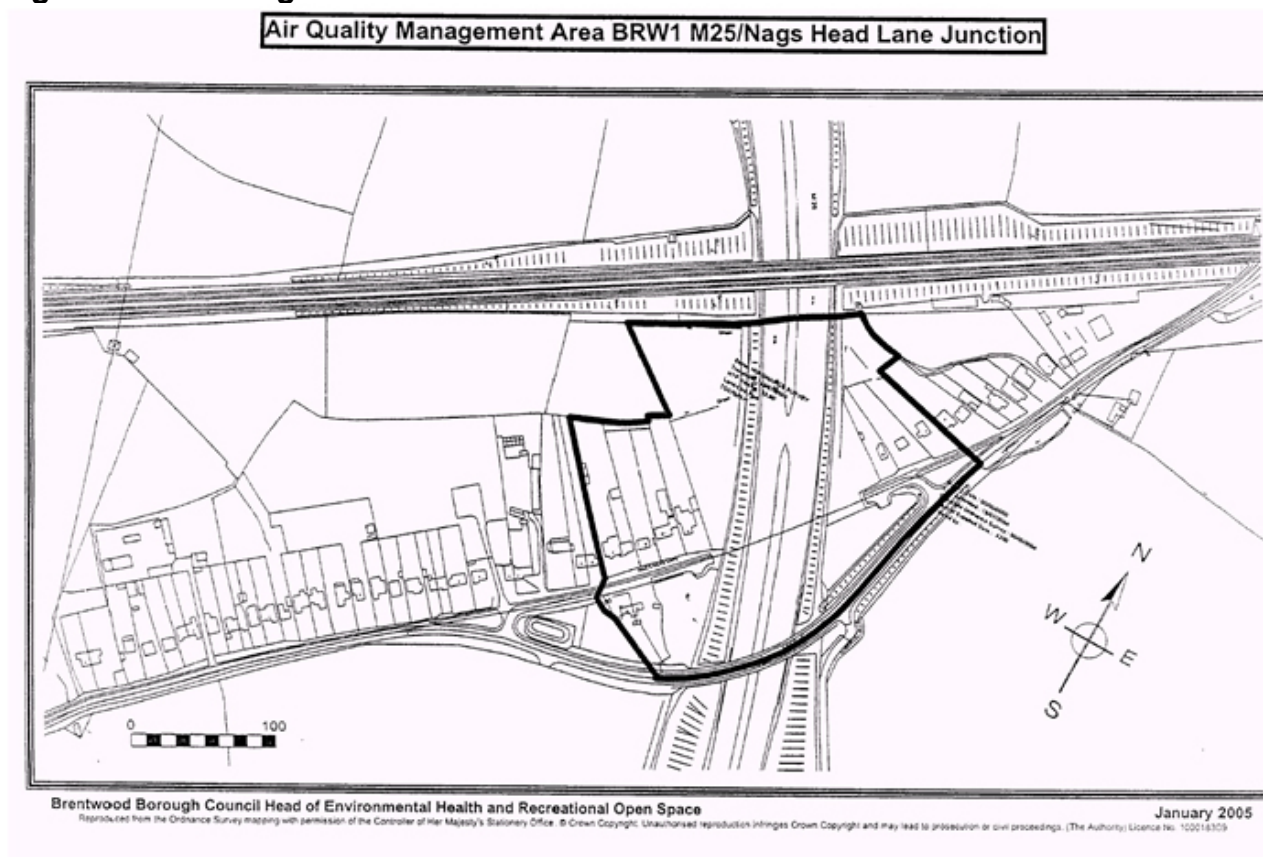 Air Quality Management Area BRW1 M25/Nags Head Lane Junction
M 25
N
W
E
S
0 100
Brentwood Borough Council Head of Environmental Health and Recreational Open Space
January 2005
Reproduced from the Ordnance Survey mapping with permission of the Controller of Her Majesty's Stationery Office. © Crown Copyright. Unauthorised reproduction infringes Crown Copyright and may lead to prosecution or civil proceedings. (The Authority) Licence No. 100018309